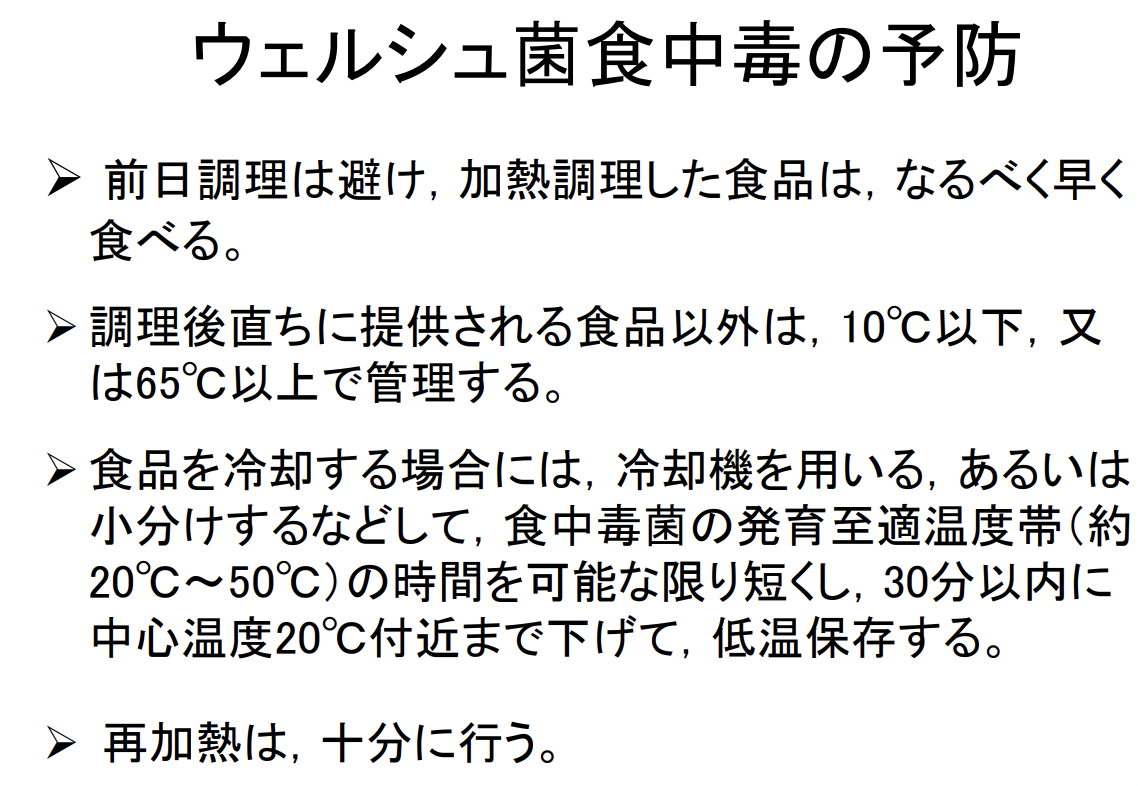 ウェルシュ菌食中毒の予防
➢ 前日調理は避け，加熱調理した食品は，なるべく早く
食べる。
➢ 調理後直ちに提供される食品以外は，10℃以下，又
は65℃以上で管理する。
➢ 食品を冷却する場合には，冷却機を用いる，あるいは
小分けするなどして，食中毒菌の発育至適温度帯（約
20℃～50℃）の時間を可能な限り短くし，30分以内に
中心温度20℃付近まで下げて，低温保存する。
➢ 再加熱は，十分に行う。